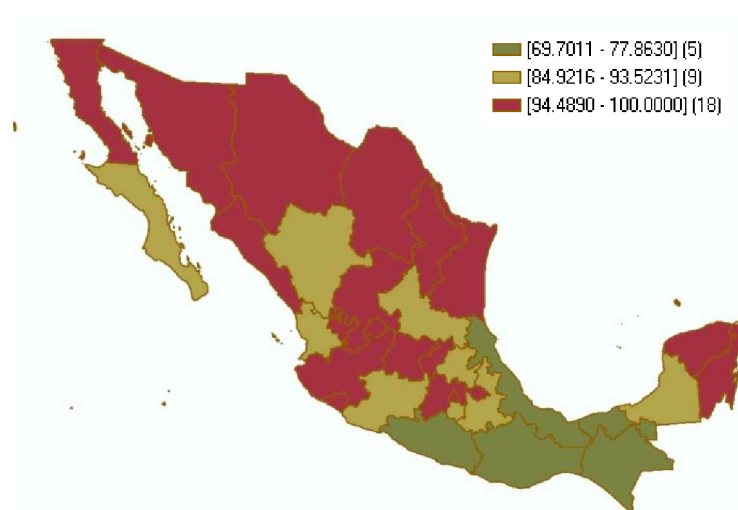 [69.7011 - 77.8630] (5)
[84.9216 - 93.5231] (9)
[94.4890 - 100.0000] (18)